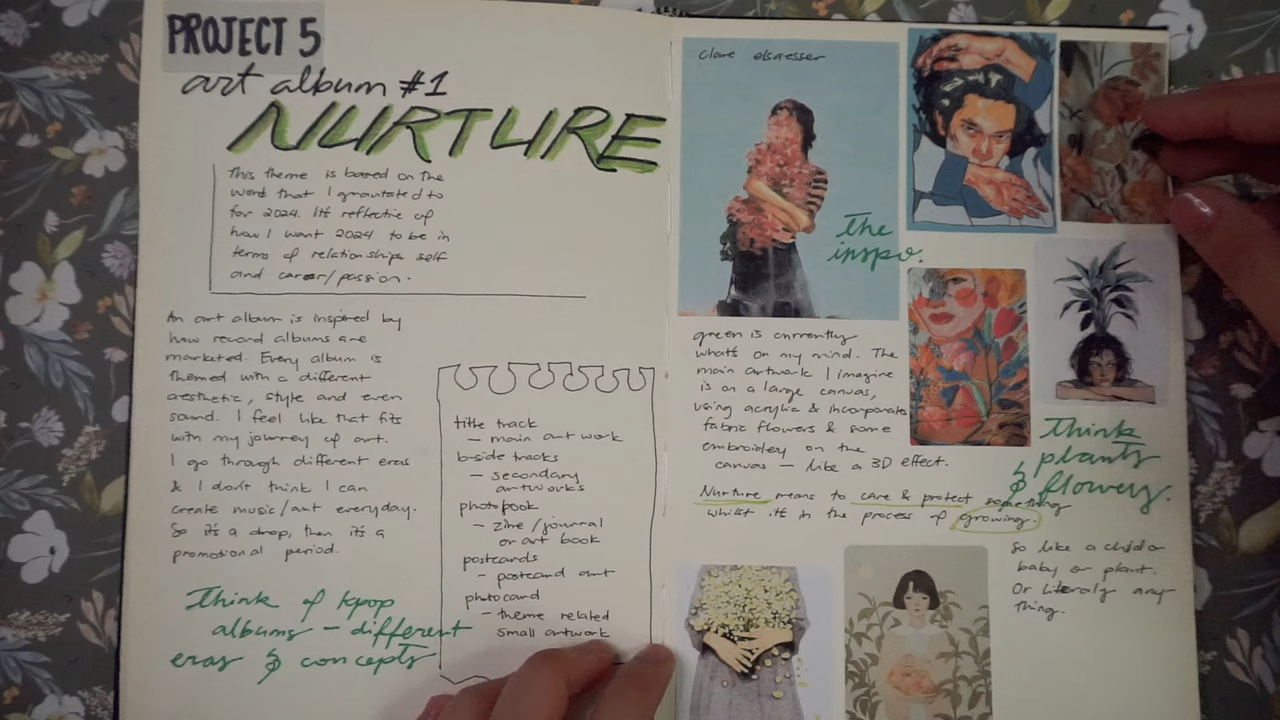 PROJECT 5
art album #1
NURTURE
This theme is based on the
word that I gravitated to
for 2024. Its reflective of
how I want 2024 to be in
terms of relationships self
and career/passion.
An art album is inspired by
how record albums are
marketed. Every album is
themed with a different
aesthetic, style and even
sound. I feel like that fits
with my journey of art.
I go through different eras
& I don't think I can
create music/art everyday.
So it's a drop, then it's a
promotional period.
Think of kpop
albums - different
eras & concepts
title track
- main art work
b-side tracks
- secondary
artworks
photobook
- zine/journal
or art book
postcards
- postcard art
photocard
- theme related
small artwork
clare elsaesser
the
inspo.
green is currently
what's on my mind. The
main artwork I imagine
is on a large canvas,
using acrylic & incorporate
fabric flowers & some
embroidery on the
canvas - like a 3D effect.
Think
plants
& flowers.
Nurture means to care & protect something
whilst it's in the process of growing.
So like a child or
baby or plant.
Or literaly any
thing.